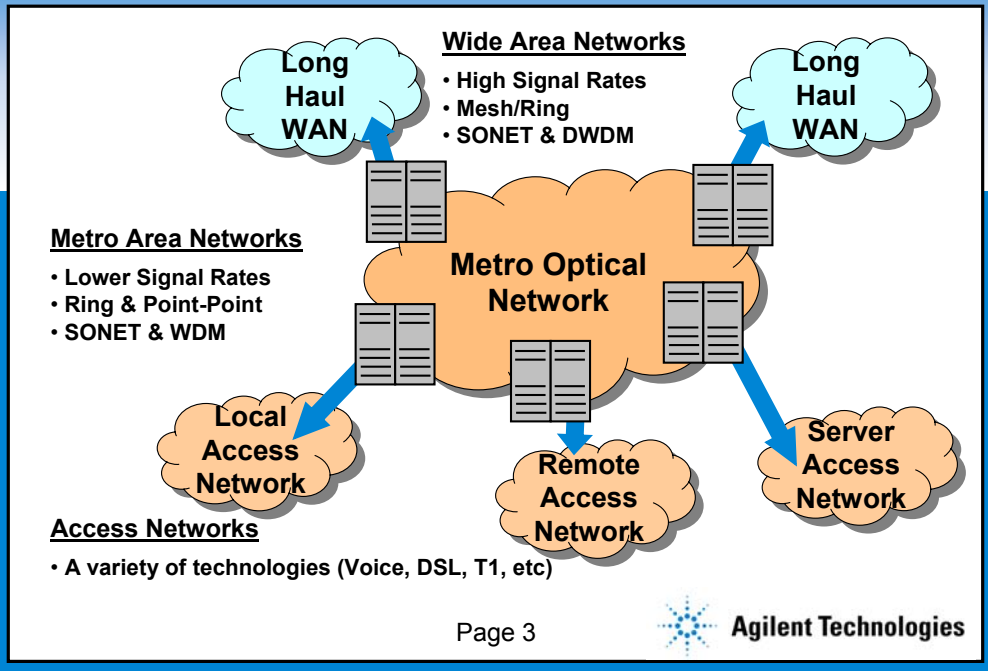 Wide Area Networks
• High Signal Rates
• Mesh/Ring
• SONET & DWDM
Long
Haul
WAN
Long
Haul
WAN
Metro Area Networks
• Lower Signal Rates
• Ring & Point-Point
• SONET & WDM
Metro Optical
Network
Local
Access
Network
Remote
Access
Network
Server
Access
Network
Access Networks
• A variety of technologies (Voice, DSL, T1, etc)
Page 3
Agilent Technologies